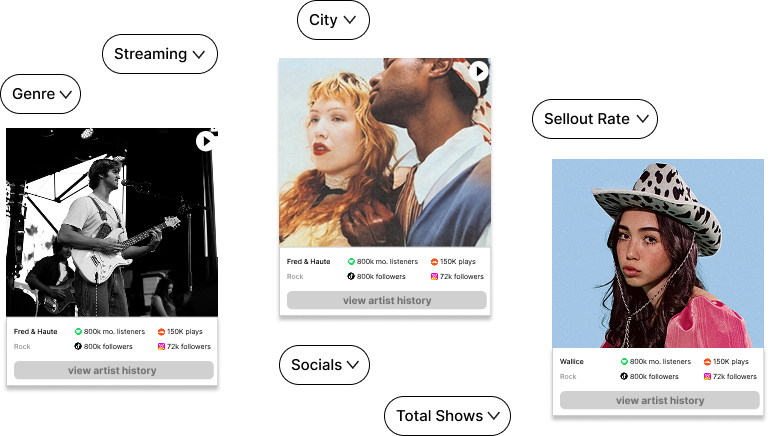 City
Streaming
Genre
Sellout Rate
Fred & Haute
800k mo. listeners
150K plays
Rock
800k followers
72k followers
view artist history
Fred & Haute
800k mo. listeners
150K plays
Rock
800k followers
72k followers
view artist history
Socials
Wallice
800k mo. listeners
150K plays
Rock
800k followers
72k followers
view artist history
Total Shows